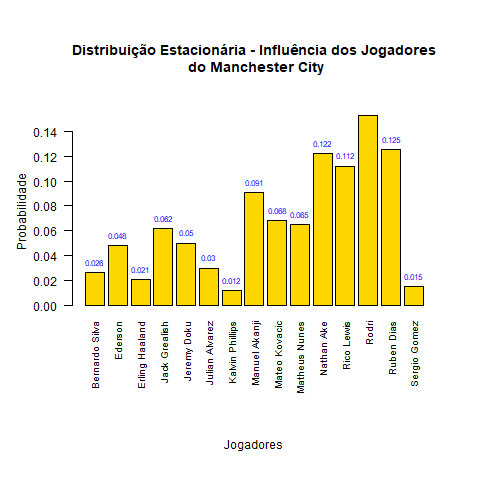 Distribuição Estacionária - Influência dos Jogadores
do Manchester City
Probabilidade
0.14
0.12
0.10
0.08
0.06
0.04
0.02
0.00
0.026
0.048
0.021
0.062
0.05
0.03
0.012
0.091
0.068
0.065
0.122
0.112
0.125
0.015
Bernardo Silva
Ederson
Erling Haaland
Jack Grealish
Jeremy Doku
Julian Alvarez
Kalvin Phillips
Manuel Akanji
Mateo Kovacic
Matheus Nunes
Nathan Ake
Rico Lewis
Rodri
Ruben Dias
Sergio Gomez
Jogadores